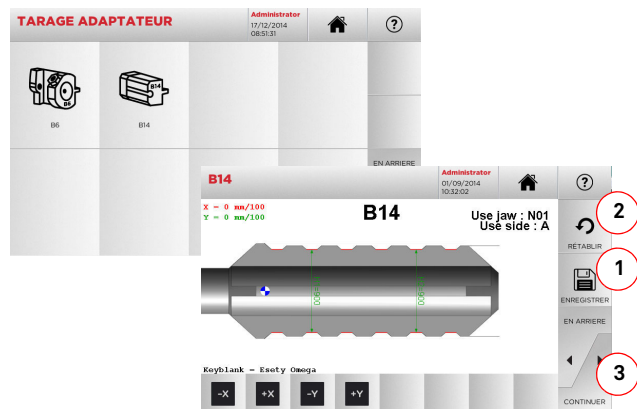 TARAGE ADAPTATEUR
Administrator
17/12/2014
08:51:31
?
B6
B14
B6
B14
EN ARRIERE
B14
Administrator
01/09/2014
10:32:02
?
X = 0 mm/100
Y = 0 mm/100
B14
Use jaw : N01
Use side : A
2
RÉTABLIR
1
ENREGISTRER
EN ARRIERE
3
CONTINUER
Keyblank - Esety Omega
-X
+X
-Y
+Y